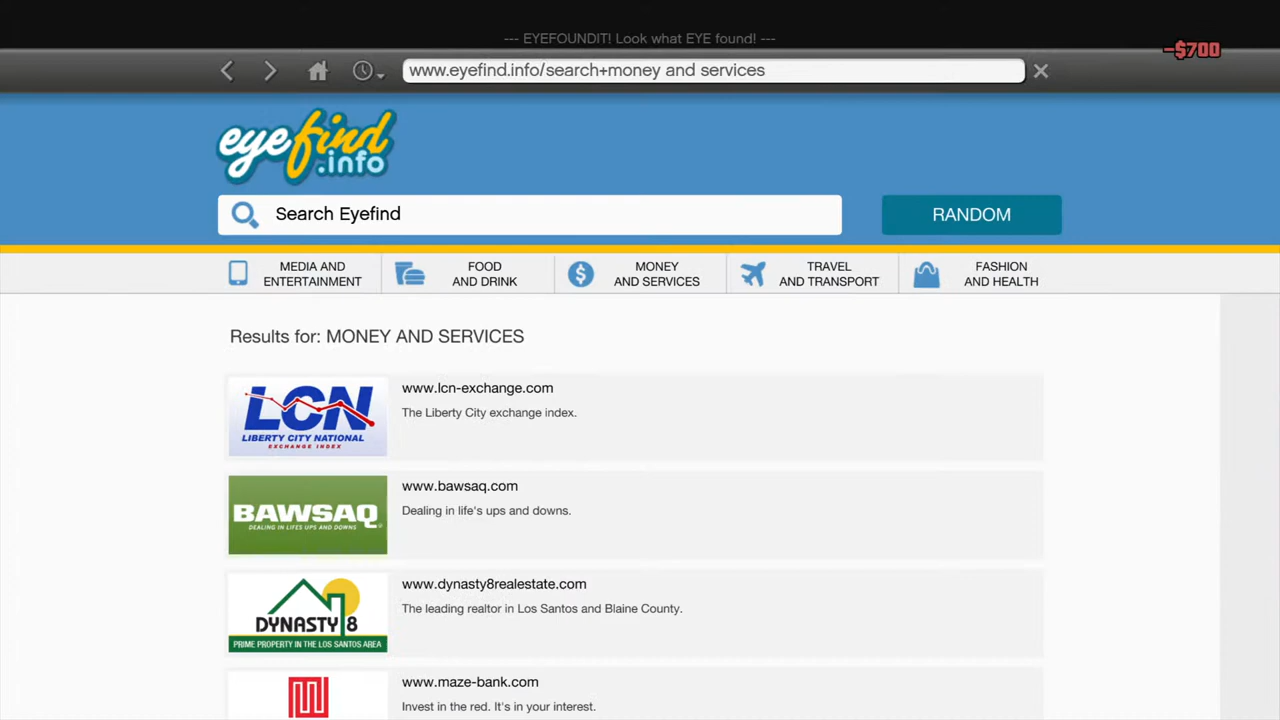 --- EYEFOUNDIT! Look what EYE found! ---
-$700
www.eyefind.info/search+money and services
eyefind
.info
Search Eyefind
RANDOM
MEDIA AND
ENTERTAINMENT
FOOD
AND DRINK
MONEY
AND SERVICES
TRAVEL
AND TRANSPORT
FASHION
AND HEALTH
Results for: MONEY AND SERVICES
LCN
LIBERTY CITY NATIONAL
EXCHANGE INDEX
www.lcn-exchange.com
The Liberty City exchange index.
BAWSAQ
DEALING IN LIFES UPS AND DOWNS
www.bawsaq.com
Dealing in life's ups and downs.
DYNASTY 8
PRIME PROPERTY IN THE LOS SANTOS AREA
www.dynasty8realestate.com
The leading realtor in Los Santos and Blaine County.
www.maze-bank.com
Invest in the red. It's in your interest.